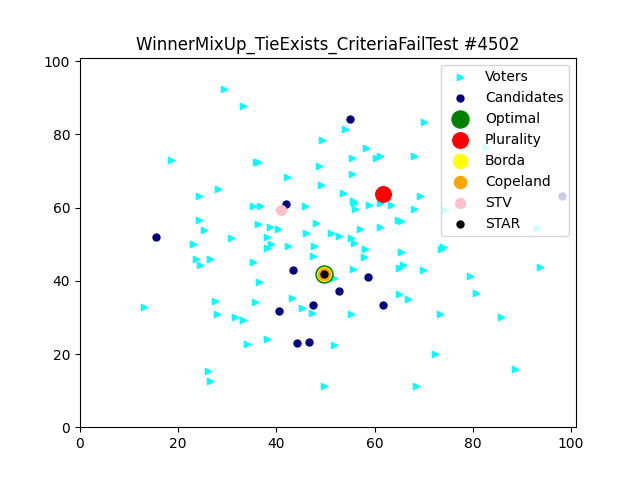 WinnerMixUp_TieExists_CriteriaFailTest #4502
100
80
60
40
20
0
0 20 40 60 80 100
Voters
Candidates
Optimal
Plurality
Borda
Copeland
STV
STAR